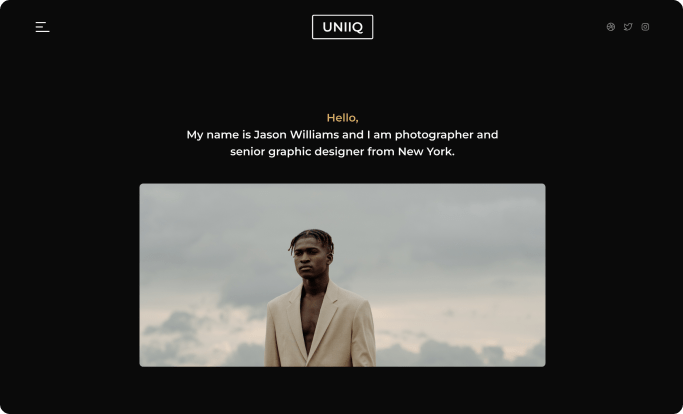 UNIIQ
Hello,
My name is Jason Williams and I am photographer and
senior graphic designer from New York.